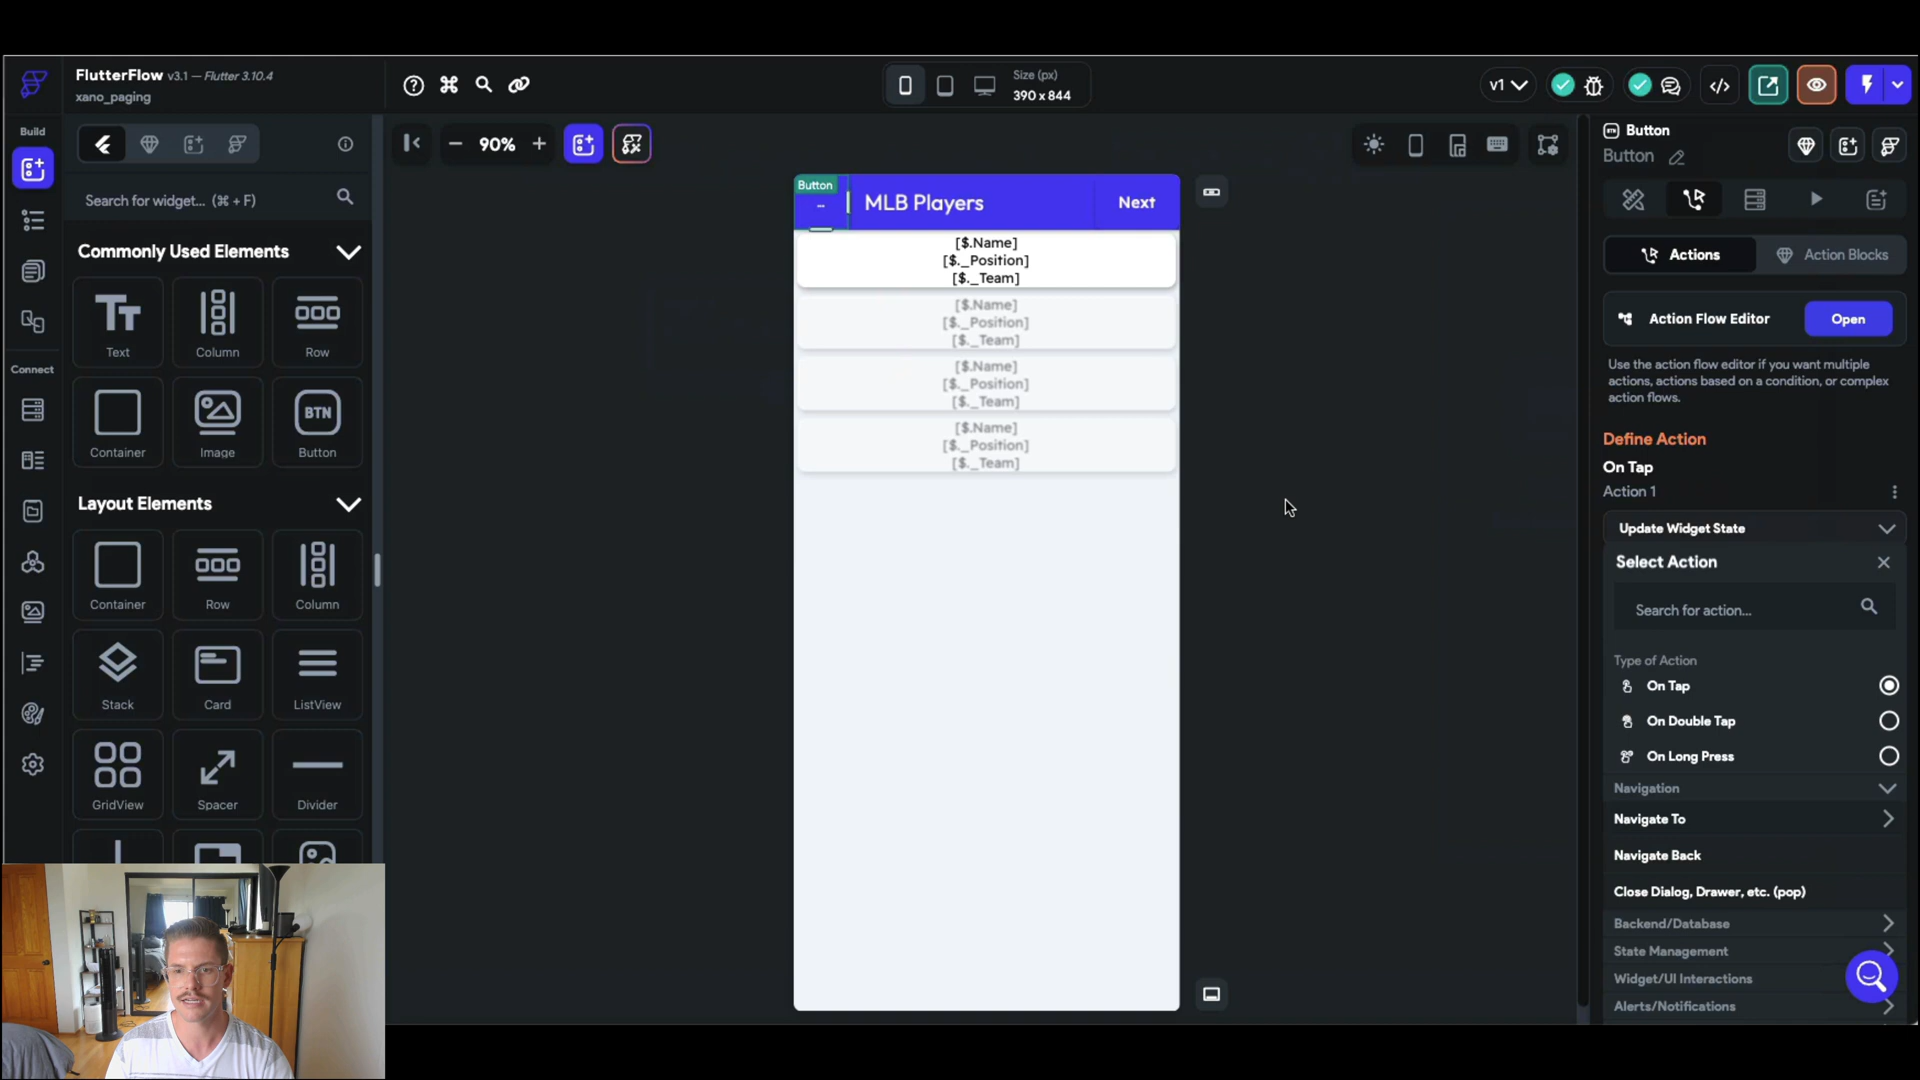 FlutterFlow v3.1 — Flutter 3.10.4
xano_paging
Size (px)
390 x 844
v1
Build
90%
Button
Button
Search for widget... (⌘ + F)
Button
--
MLB Players
Next
Commonly Used Elements
Text
Column
Row
Container
Image
BTN
Button
Layout Elements
Container
Row
Column
Stack
Card
ListView
GridView
Spacer
Divider
Connect
[$.Name]
[$._Position]
[$._Team]
[$.Name]
[$._Position]
[$._Team]
[$.Name]
[$._Position]
[$._Team]
[$.Name]
[$._Position]
[$._Team]
Actions
Action Blocks
Action Flow Editor
Open
Use the action flow editor if you want multiple
actions, actions based on a condition, or complex
action flows.
Define Action
On Tap
Action 1
Update Widget State
Select Action
Search for action...
Type of Action
On Tap
On Double Tap
On Long Press
Navigation
Navigate To
Navigate Back
Close Dialog, Drawer, etc. (pop)
Backend/Database
State Management
Widget/UI Interactions
Alerts/Notifications